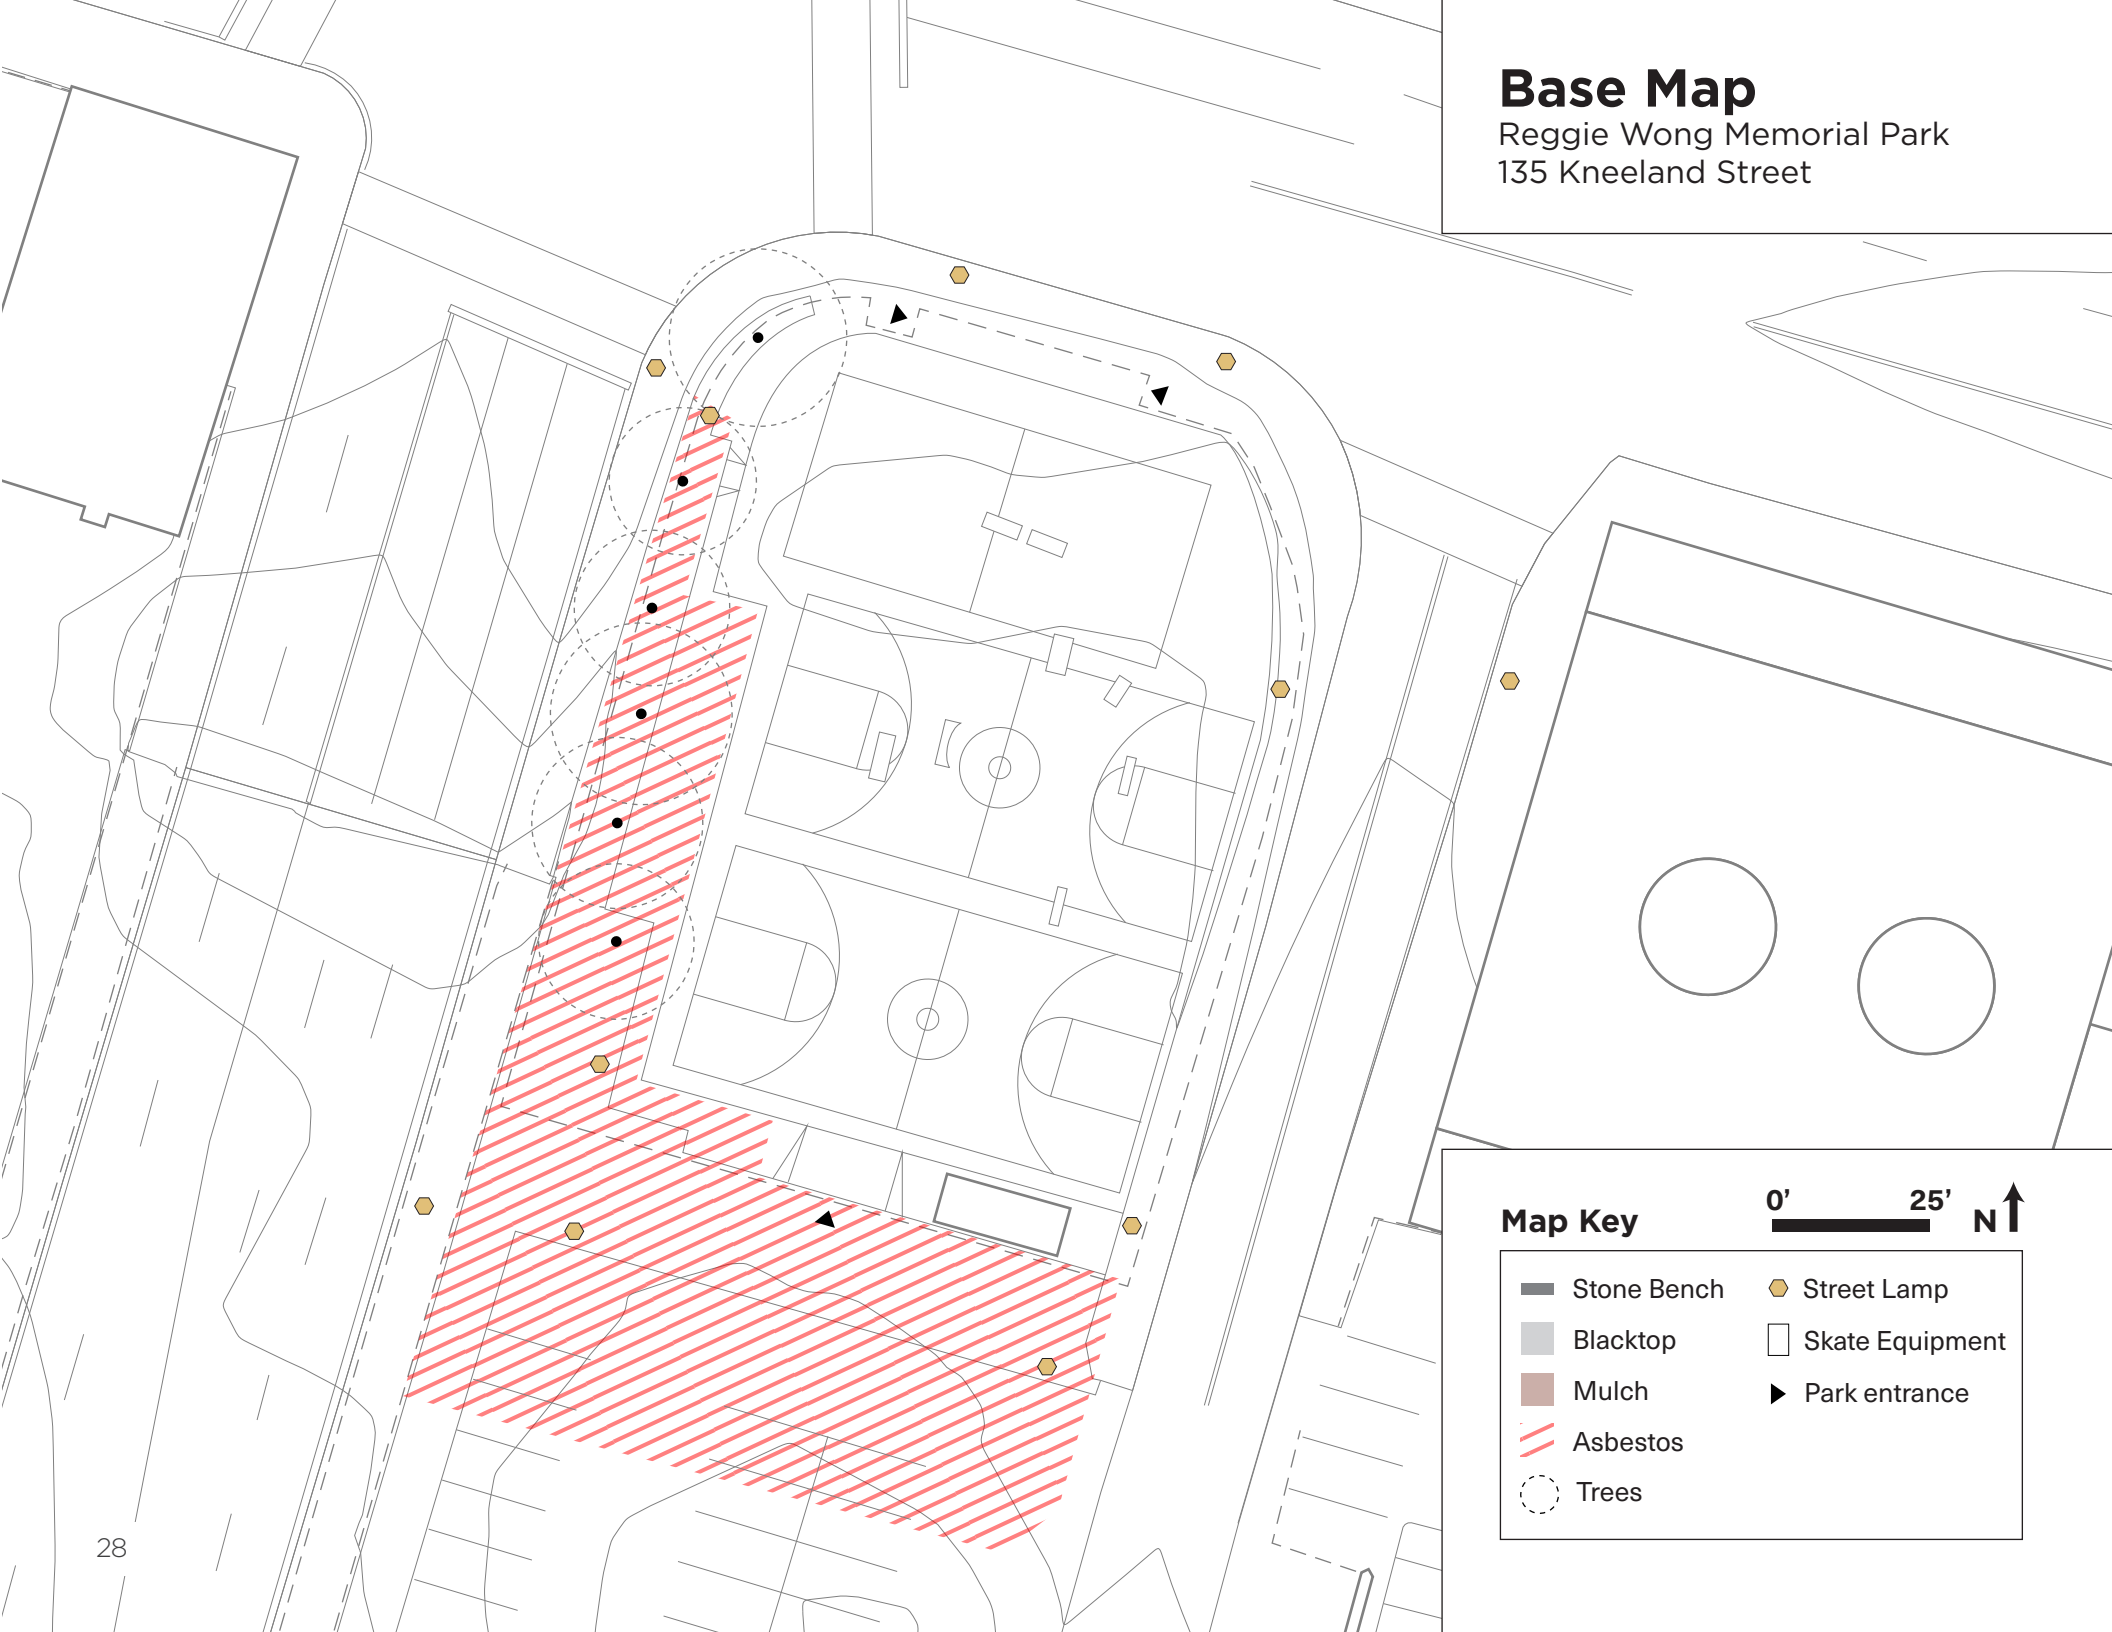 Base Map
Reggie Wong Memorial Park
135 Kneeland Street
Map Key
0’ 25’ N
Stone Bench
Street Lamp
Blacktop
Skate Equipment
Mulch
Park entrance
Asbestos
Trees
28